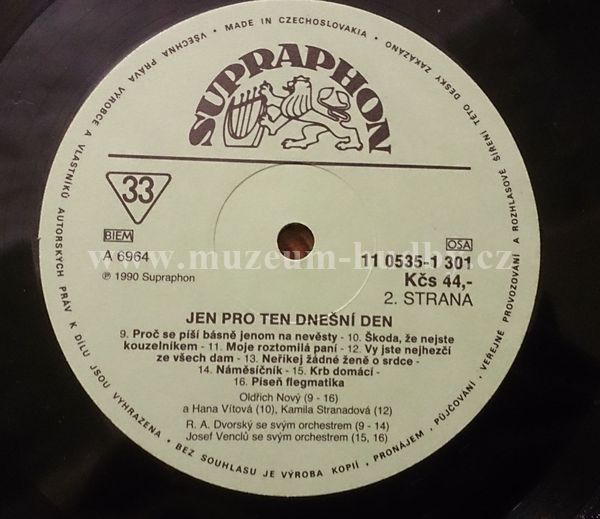 VŠECHNA PRÁVA VÝROBCE A VLASTNÍKŮ AUTORSKÝCH PRÁV K DÍLU JSOU VYHRAZENA • BEZ SOUHLASU JE VÝROBA KOPIÍ, PRONÁJEM, PŮJČOVÁNÍ, VEŘEJNÉ PROVOZOVÁNÍ A ROZHLASOVÉ ŠÍŘENÍ TÉTO DESKY ZAKÁZÁNO • MADE IN CZECHOSLOVAKIA •
SUPRAPHON
33
BIEM
OSA
A 6964
11 0535-1 301
℗ 1990 Supraphon
Kčs 44,-
2. STRANA
www.muzeum-hudby.cz
JEN PRO TEN DNEŠNÍ DEN
9. Proč se píší básně jenom na nevěsty - 10. Škoda, že nejste
kouzelníkem - 11. Moje roztomilá paní - 12. Vy jste nejhezčí
ze všech dam - 13. Neříkej žádné ženě o srdce -
14. Náměsíčník - 15. Krb domácí -
16. Píseň flegmatika
Oldřich Nový (9 - 16)
a Hana Vítová (10), Kamila Stranadová (12)
R. A. Dvorský se svým orchestrem (9 - 14)
Josef Venclů se svým orchestrem (15, 16)